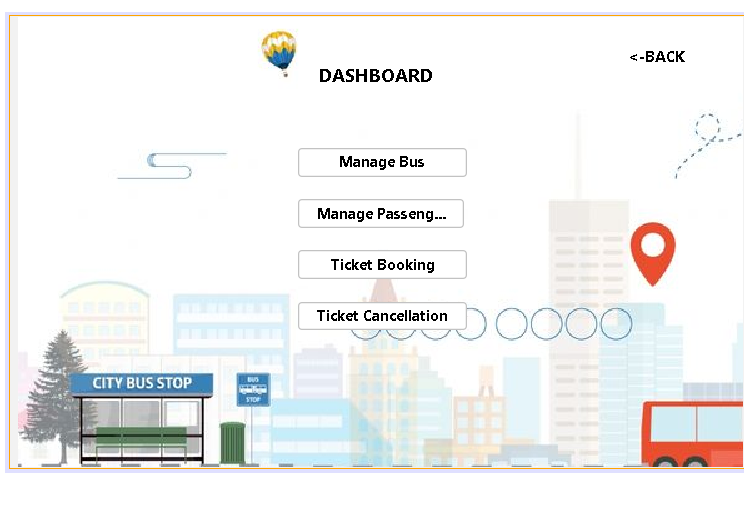 <-BACK
DASHBOARD
Manage Bus
Manage Passeng...
Ticket Booking
Ticket Cancellation
CITY BUS STOP
BUS
STOP